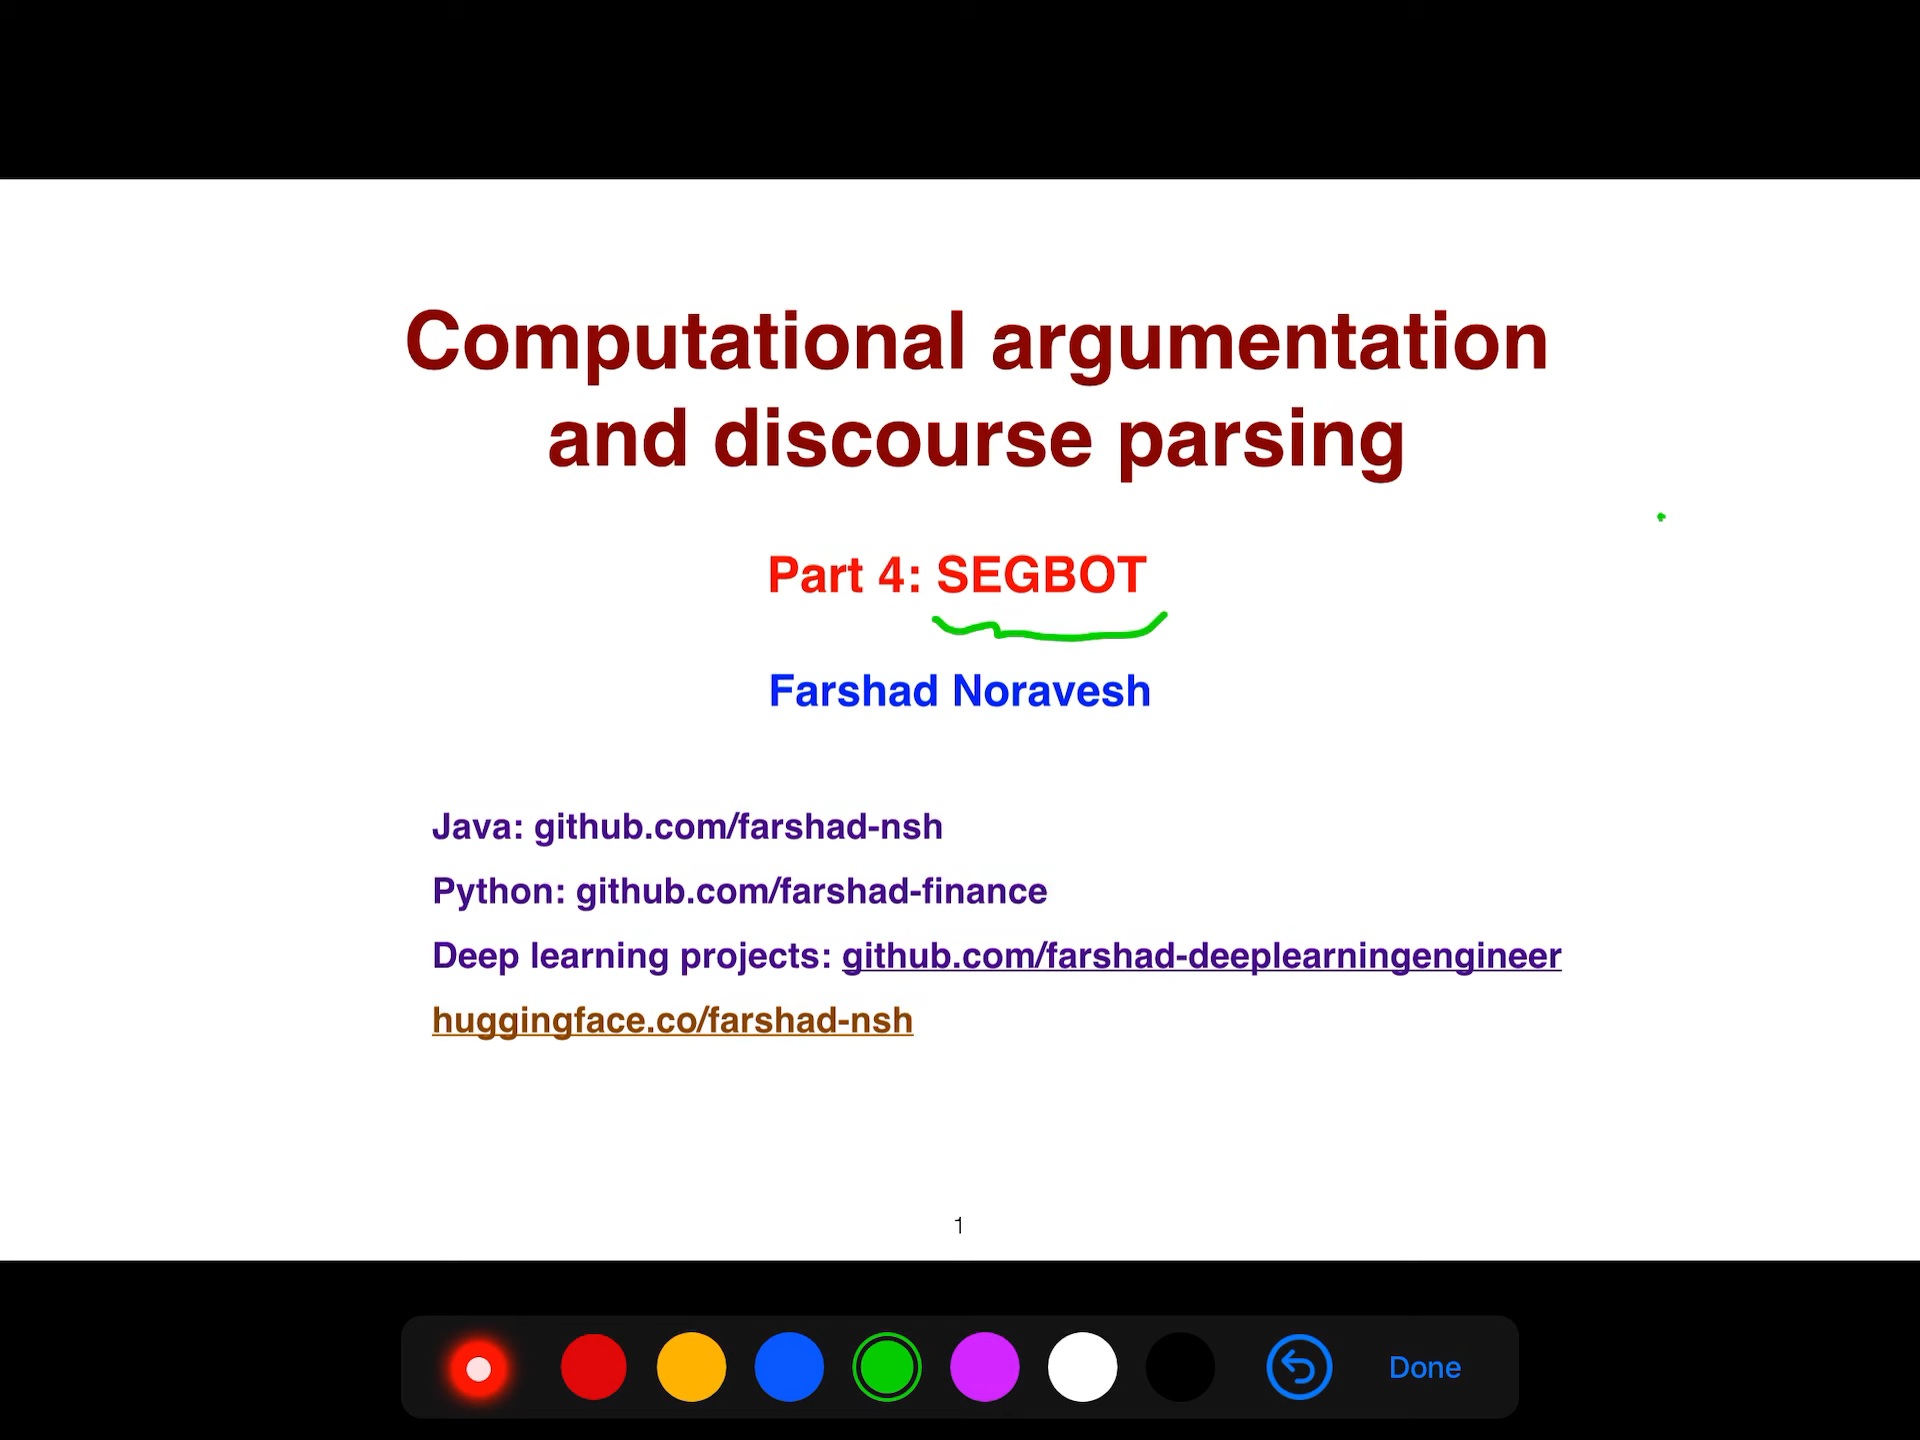 Computational argumentation
and discourse parsing
Part 4: SEGBOT
Farshad Noravesh
Java: github.com/farshad-nsh
Python: github.com/farshad-finance
Deep learning projects: github.com/farshad-deeplearningengineer
huggingface.co/farshad-nsh
1
Done